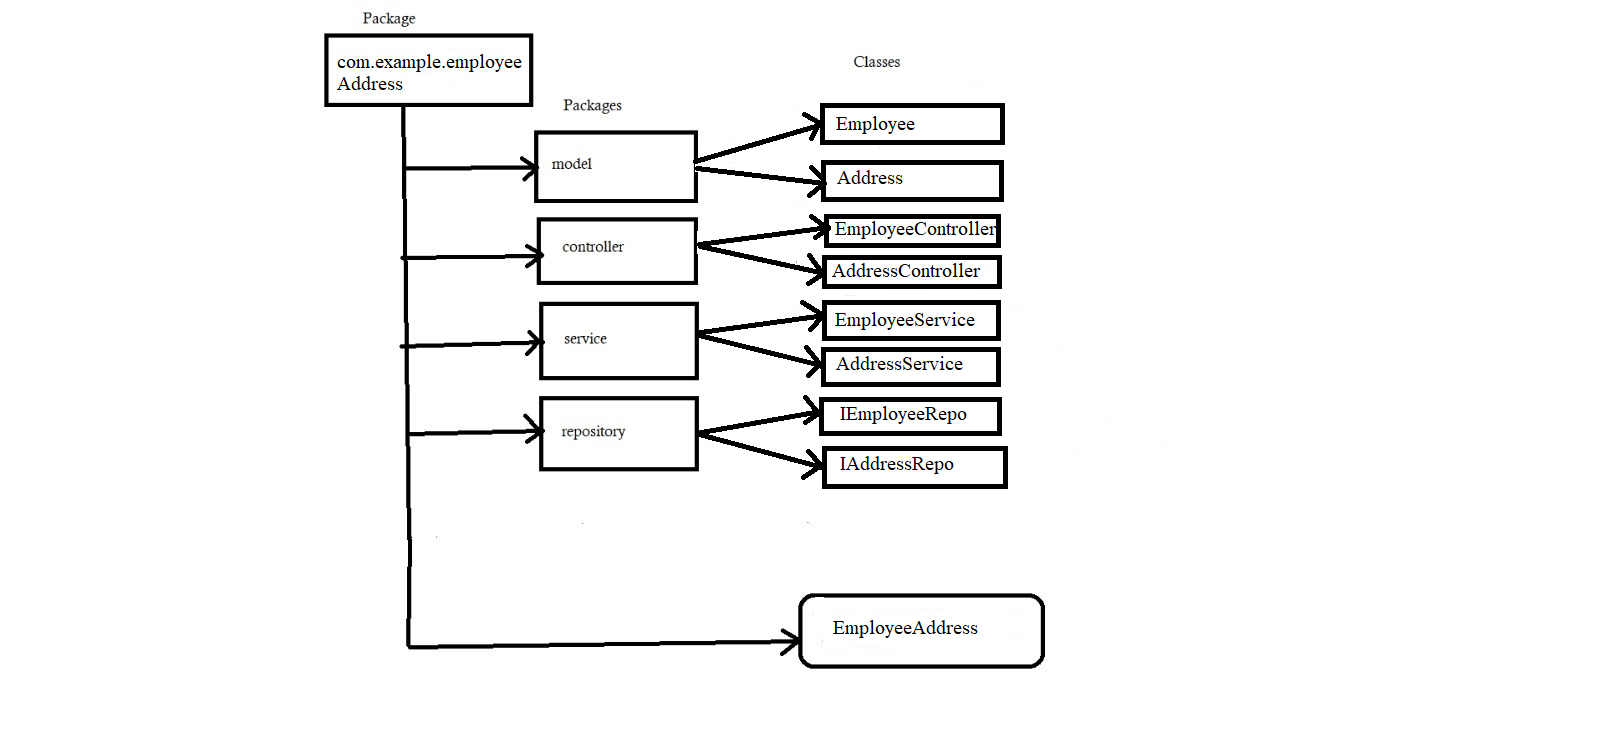 Package
com.example.employee
Address
Classes
Packages
Employee
model
Address
EmployeeController
controller
AddressController
EmployeeService
service
AddressService
IEmployeeRepo
repository
IAddressRepo
EmployeeAddress